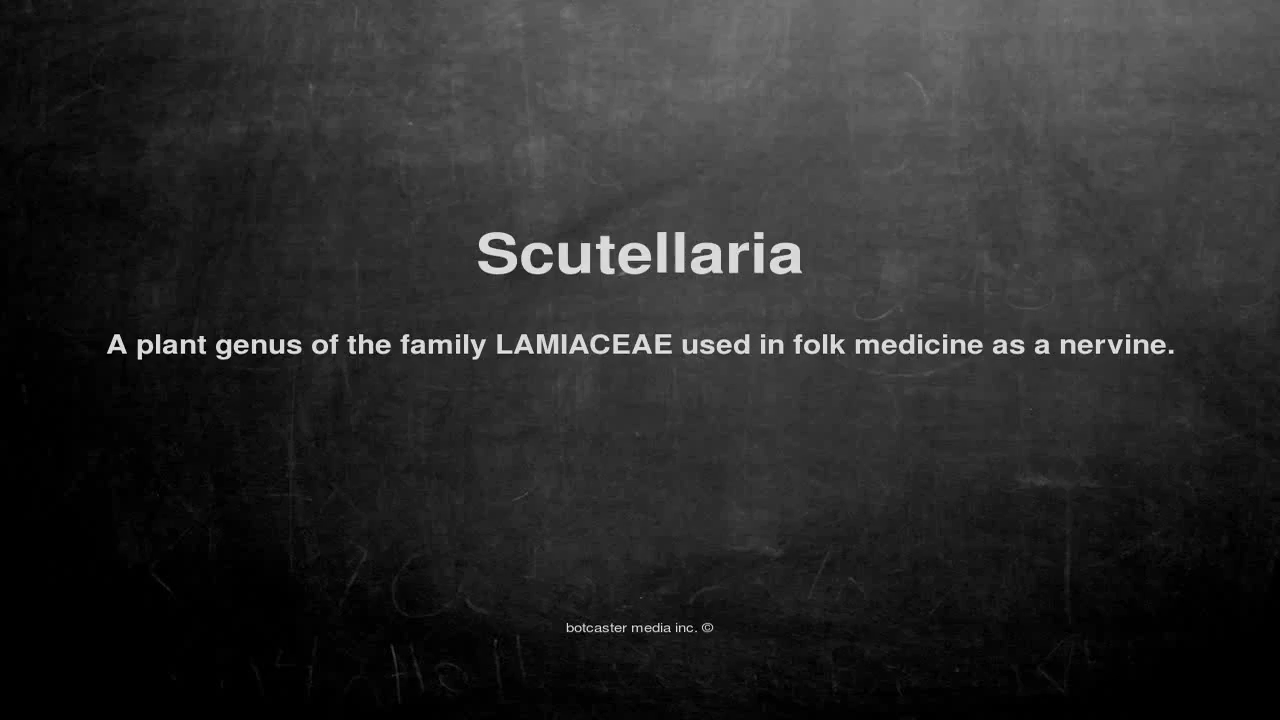 Scutellaria
A plant genus of the family LAMIACEAE used in folk medicine as a nervine.
botcaster media inc. ©